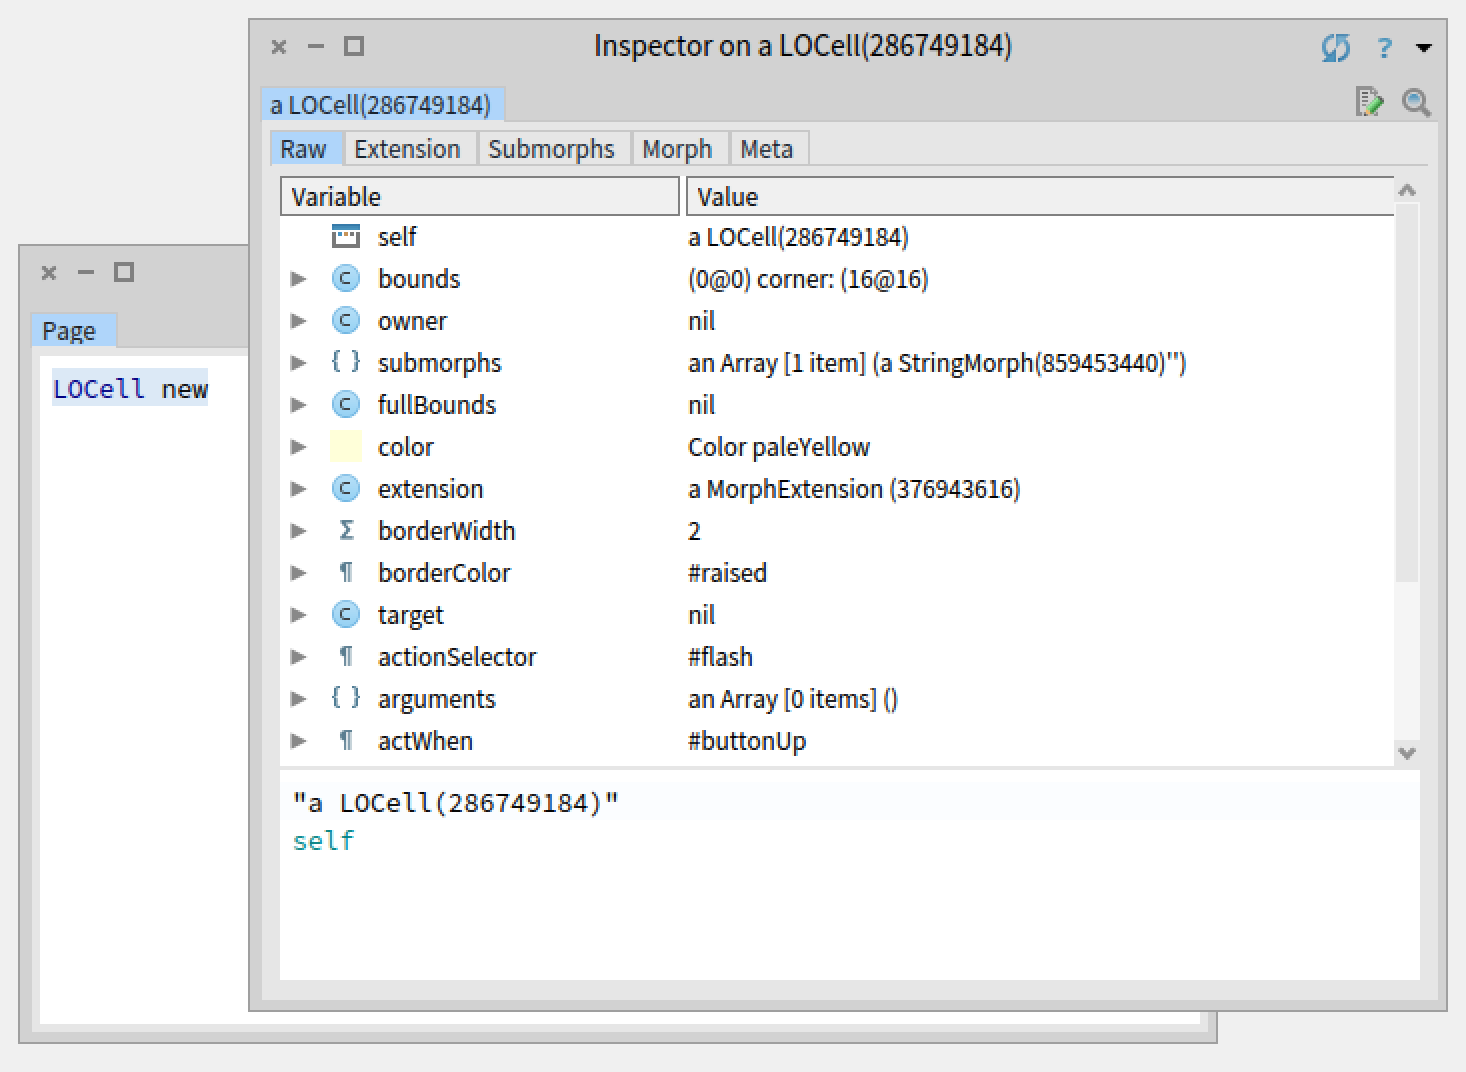 Inspector on a LOCell(286749184)
?
a LOCell(286749184)
Raw Extension Submorphs Morph Meta
Variable Value
self a LOCell(286749184)
C bounds (0@0) corner: (16@16)
C owner nil
{ } submorphs an Array [1 item] (a StringMorph(859453440)'')
C fullBounds nil
color Color paleYellow
C extension a MorphExtension (376943616)
Σ borderWidth 2
¶ borderColor #raised
C target nil
¶ actionSelector #flash
{ } arguments an Array [0 items] ()
¶ actWhen #buttonUp
"a LOCell(286749184)"
self
Page
LOCell new